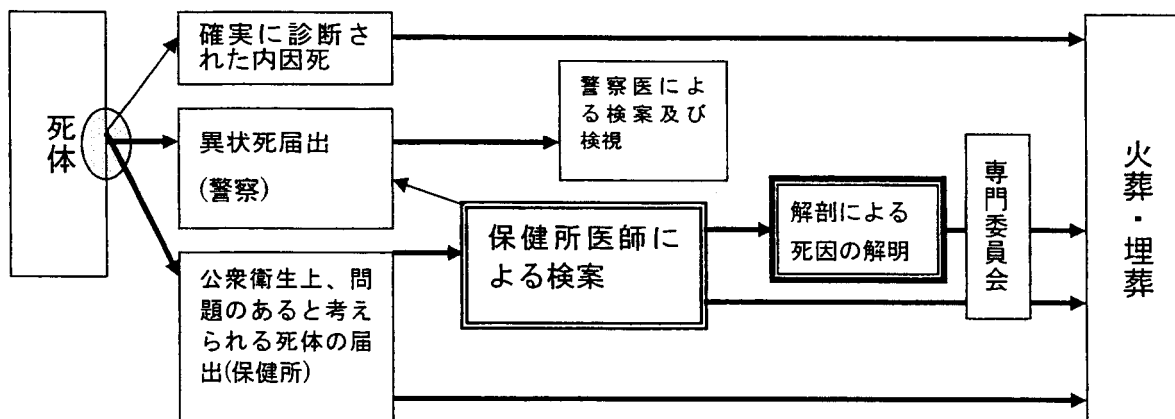 死体
確実に診断さ
れた内因死
異状死届出
(警察)
公衆衛生上、問
題のあると考え
られる死体の届
出(保健所)
警察医によ
る検案及び
検視
保健所医師に
よる検案
解剖による
死因の解明
専門委員会
火葬・埋葬